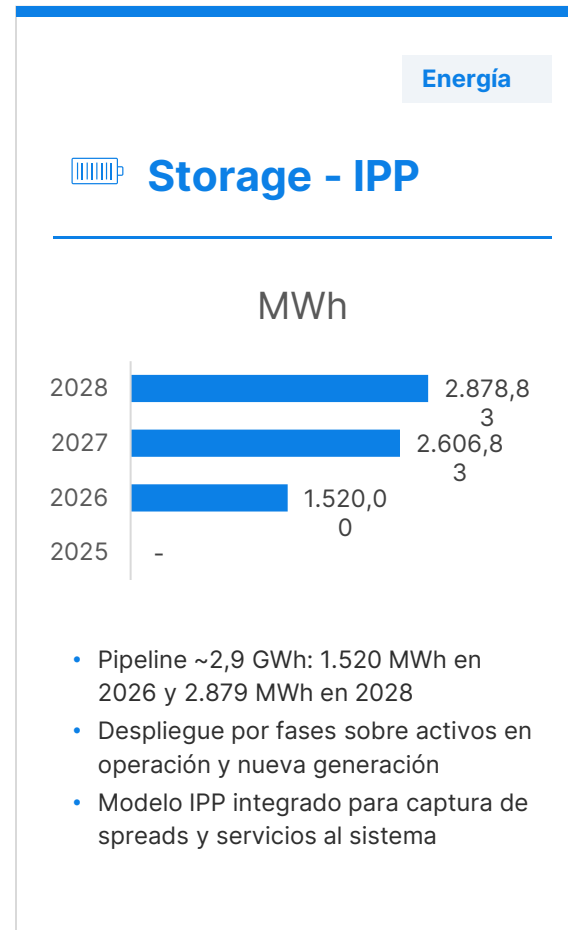 Energía
Storage - IPP
MWh
2028
2.878,8
3
2027
2.606,8
3
2026
1.520,0
0
2025
-
• Pipeline ~2,9 GWh: 1.520 MWh en
2026 y 2.879 MWh en 2028
• Despliegue por fases sobre activos en
operación y nueva generación
• Modelo IPP integrado para captura de
spreads y servicios al sistema